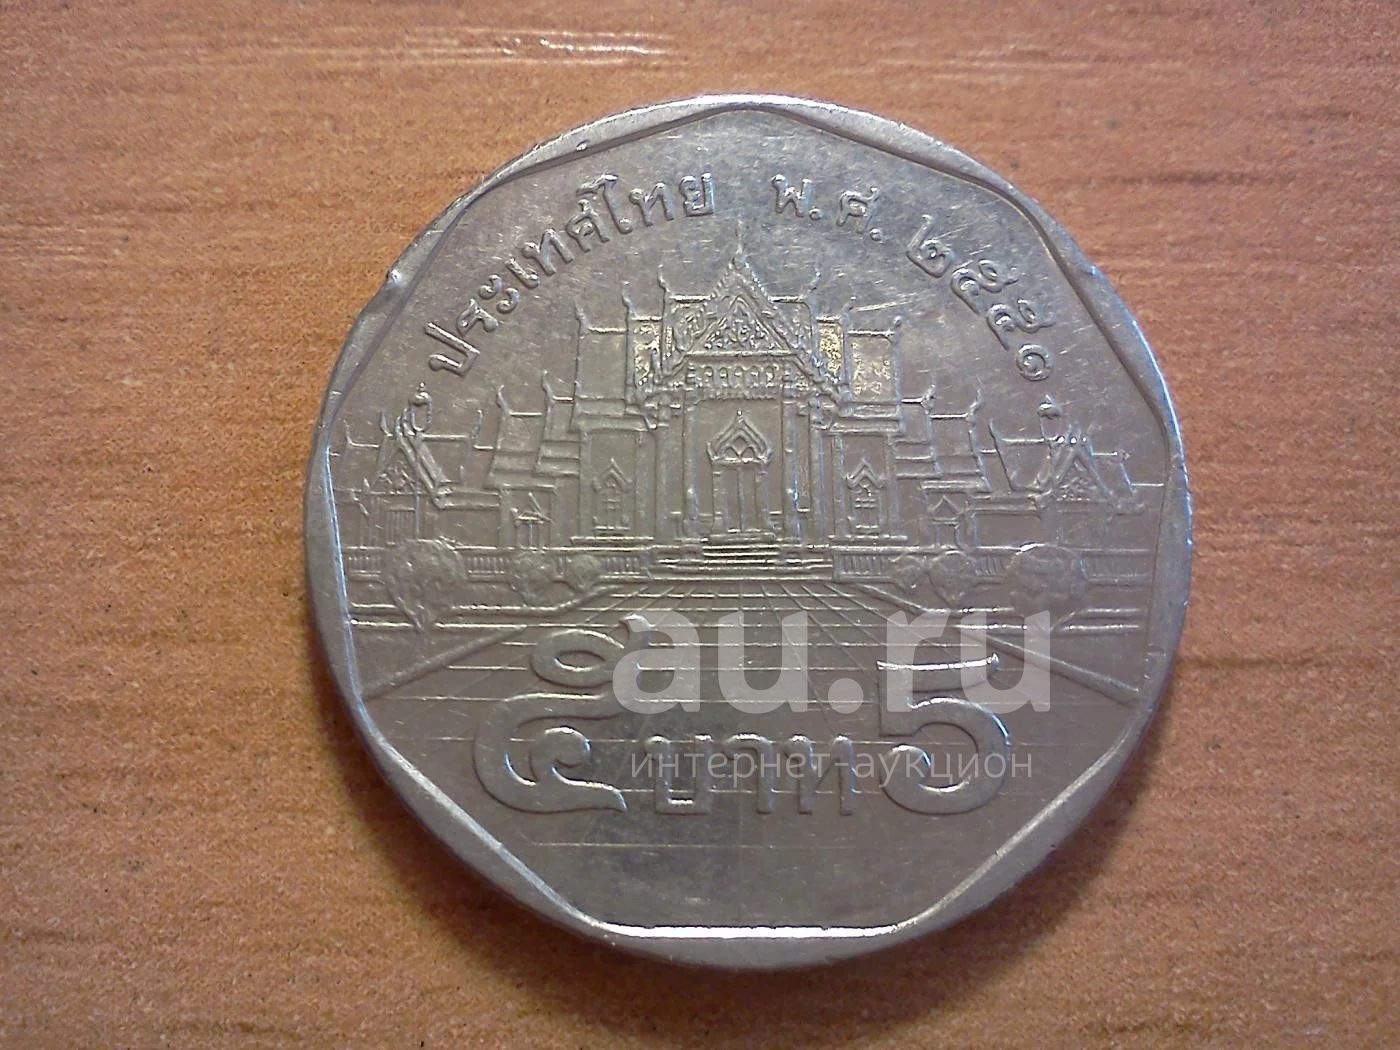 ประเทศไทย พ.ศ. ๒๕๕๑
au.ru
интернет-аукцион
๕ บาท 5